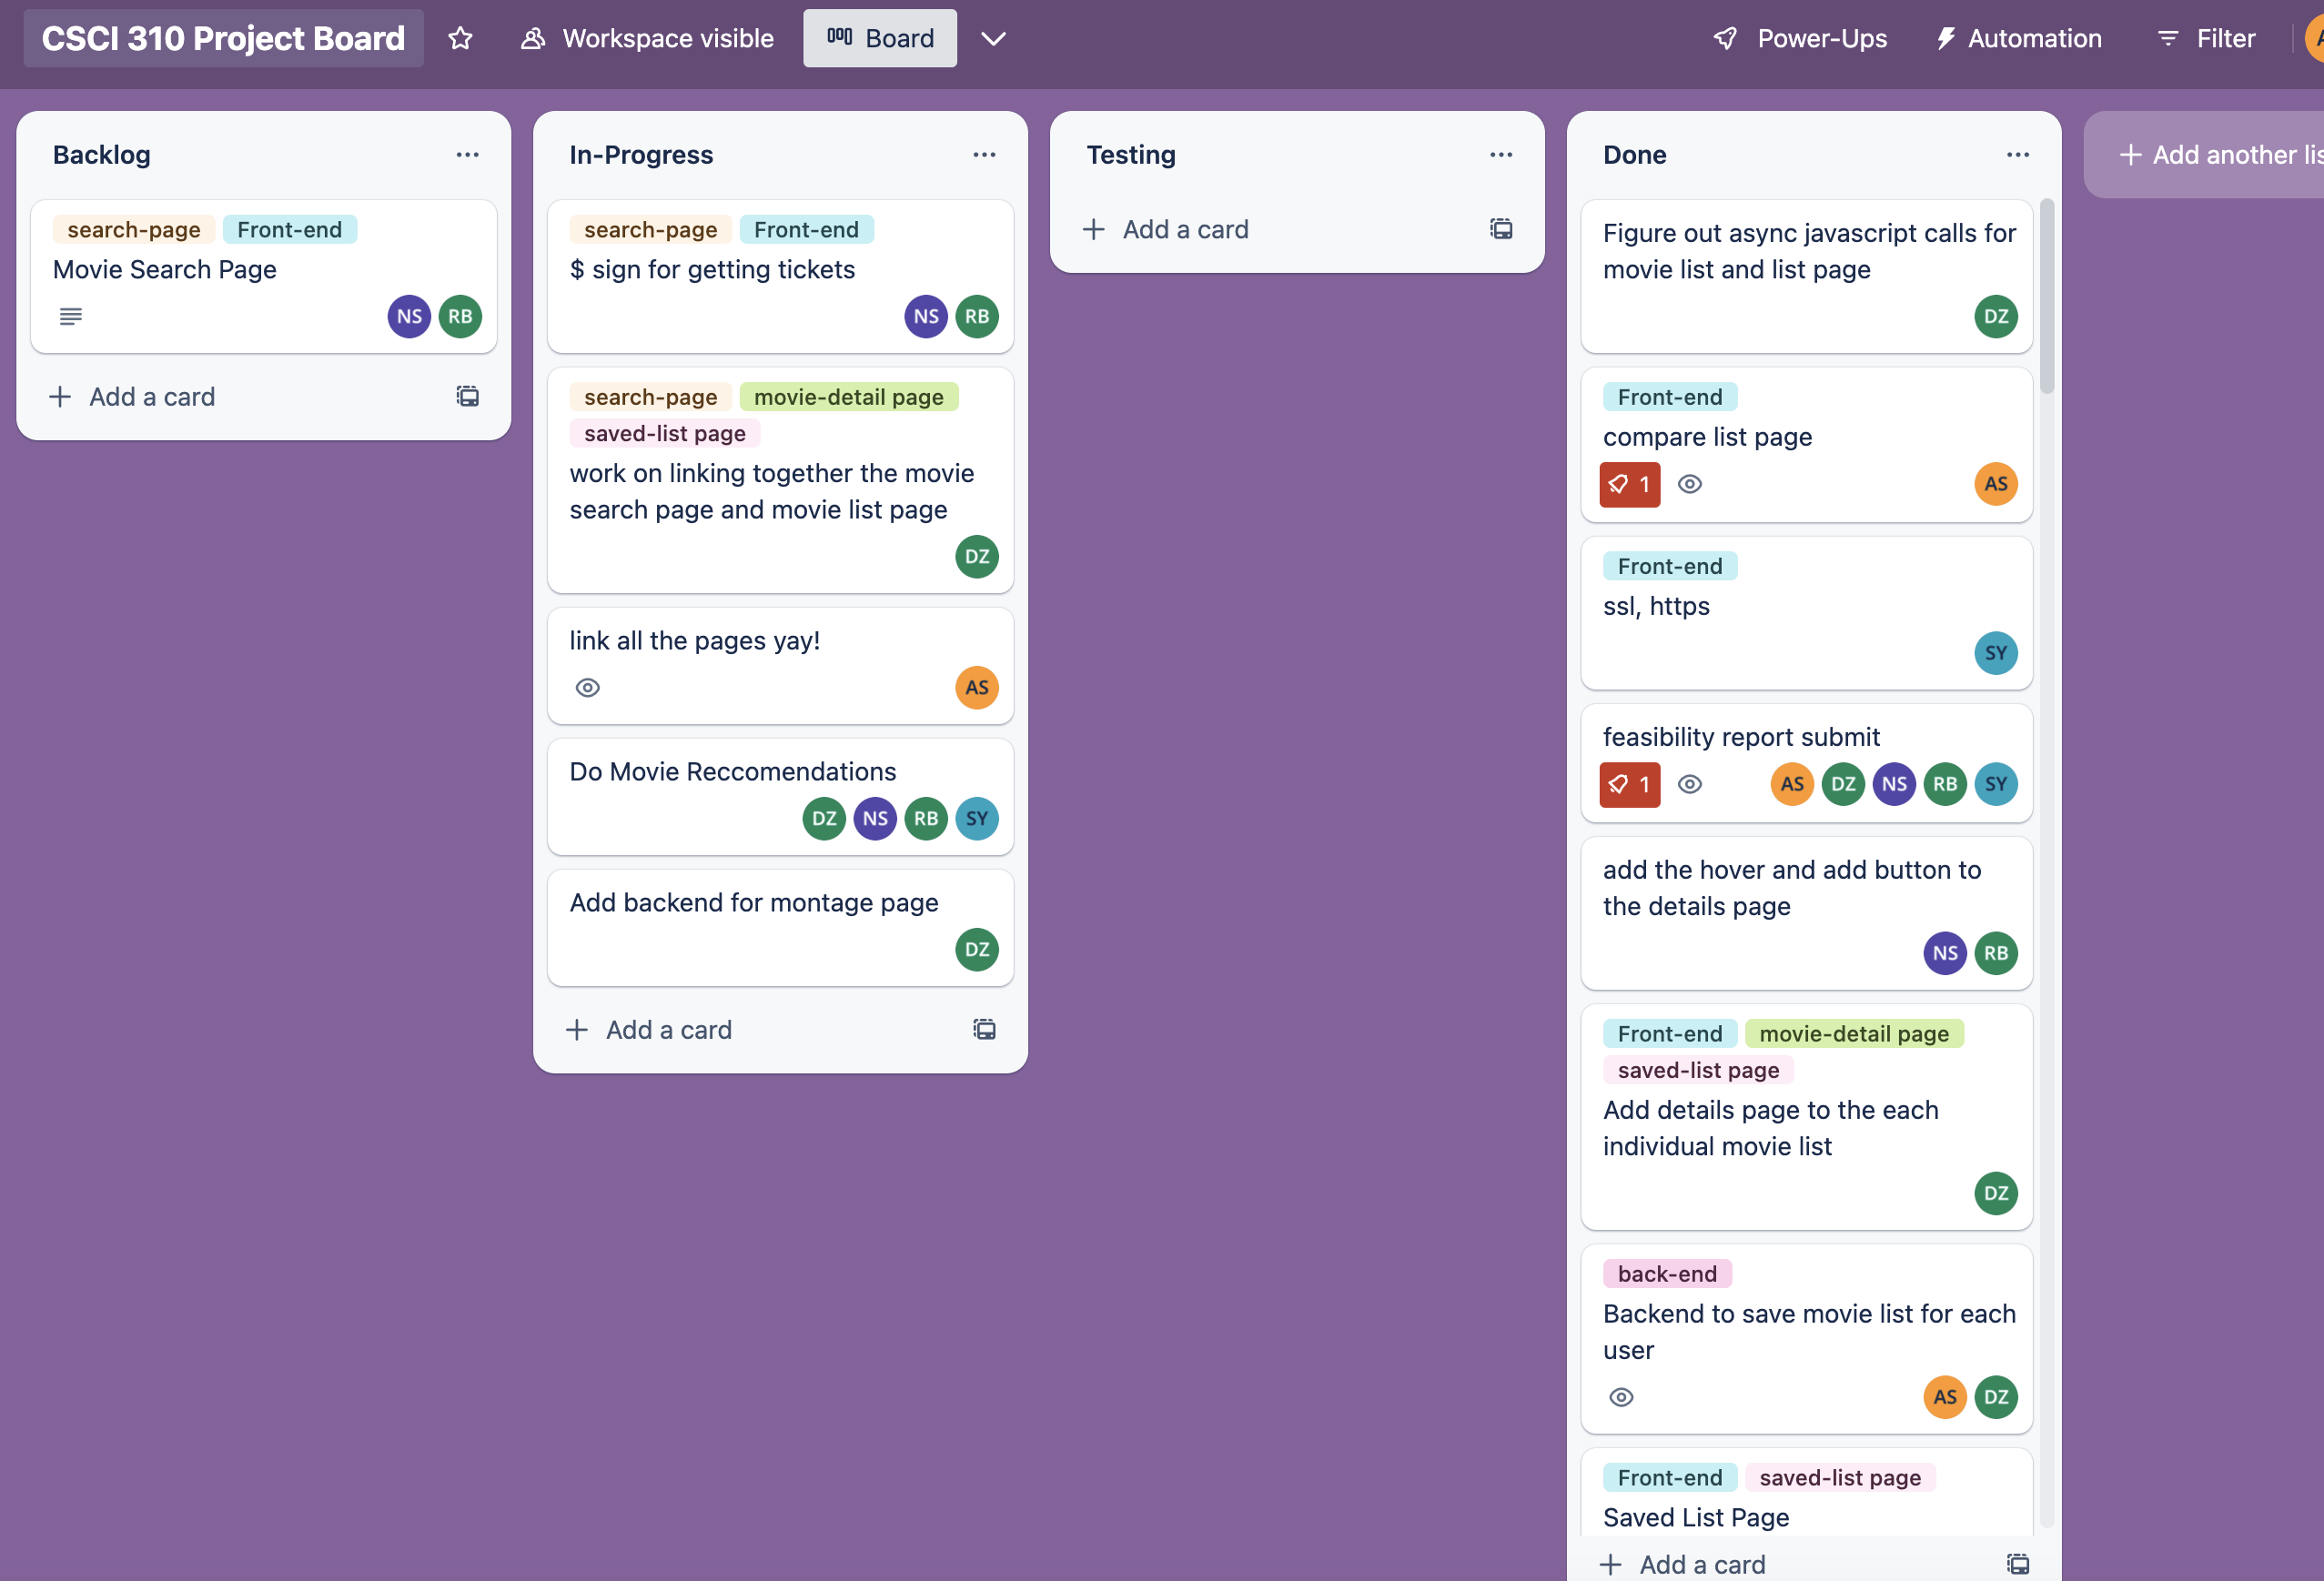 CSCI 310 Project Board
Workspace visible
Board
Power-Ups
Automation
Filter
Backlog
search-page Front-end
Movie Search Page
NS RB
Add a card
In-Progress
search-page Front-end
$ sign for getting tickets
NS RB
search-page movie-detail page
saved-list page
work on linking together the movie
search page and movie list page
DZ
link all the pages yay!
AS
Do Movie Reccomendations
DZ NS RB SY
Add backend for montage page
DZ
Add a card
Testing
Add a card
Done
Figure out async javascript calls for
movie list and list page
DZ
Front-end
compare list page
1 AS
Front-end
ssl, https
SY
feasibility report submit
1 AS DZ NS RB SY
add the hover and add button to
the details page
NS RB
Front-end movie-detail page
saved-list page
Add details page to the each
individual movie list
DZ
back-end
Backend to save movie list for each
user
AS DZ
Front-end saved-list page
Saved List Page
Add a card
Add another